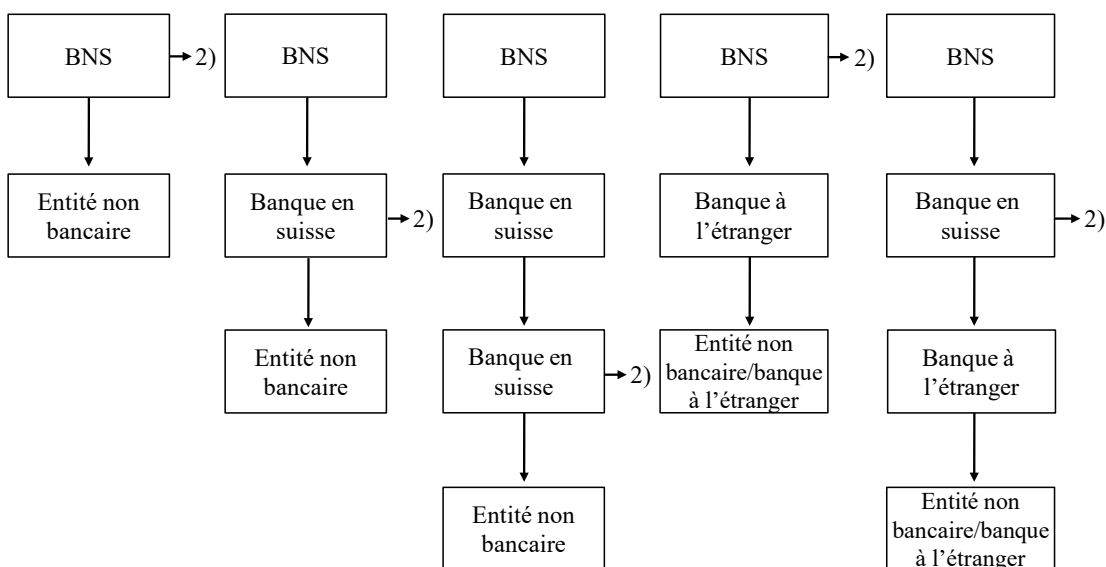 BNS
2)
BNS
BNS
BNS
2)
BNS
Entité non
bancaire
Banque en
suisse
2)
Banque en
suisse
Banque à
l’étranger
Banque en
suisse
2)
Entité non
bancaire
Banque en
suisse
2)
Entité non
bancaire/banque
à l’étranger
Banque à
l’étranger
Entité non
bancaire
Entité non
bancaire/banque
à l’étranger